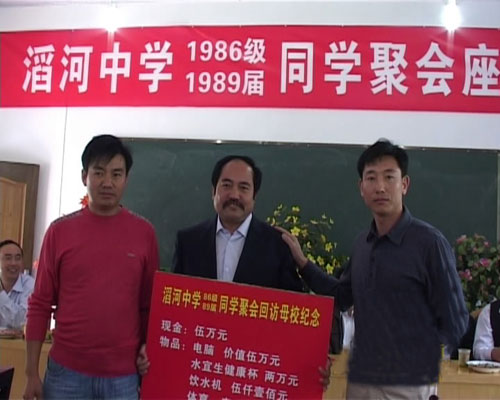 滔河中学 1986级 1989届 同学聚会座
滔河中学 86级 89届 同学聚会回访母校纪念
现金：伍万元
物品：电脑 价值伍万元
水宜生健康杯 两万元
饮水机 伍仟壹佰元
体育